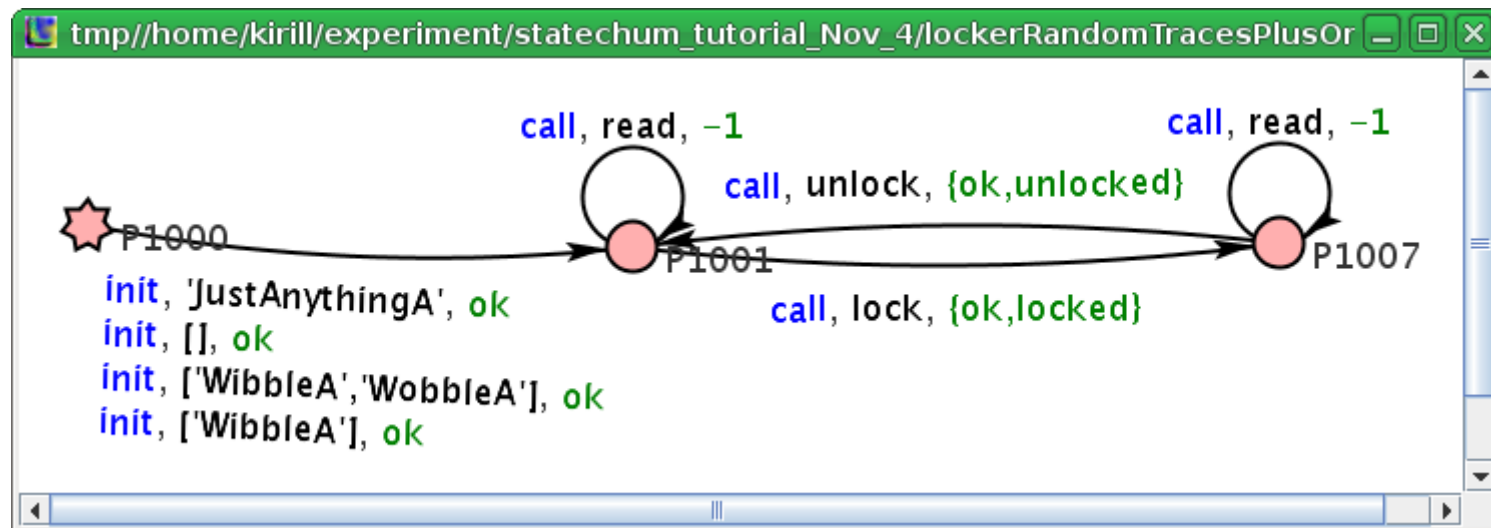 tmp//home/kirill/experiment/statechum_tutorial_Nov_4/lockerRandomTracesPlusOr
call, read, -1
call, read, -1
call, unlock, {ok,unlocked}
P1000
P1001
P1007
init, 'JustAnythingA', ok
call, lock, {ok,locked}
init, [], ok
init, ['WibbleA','WobbleA'], ok
init, ['WibbleA'], ok